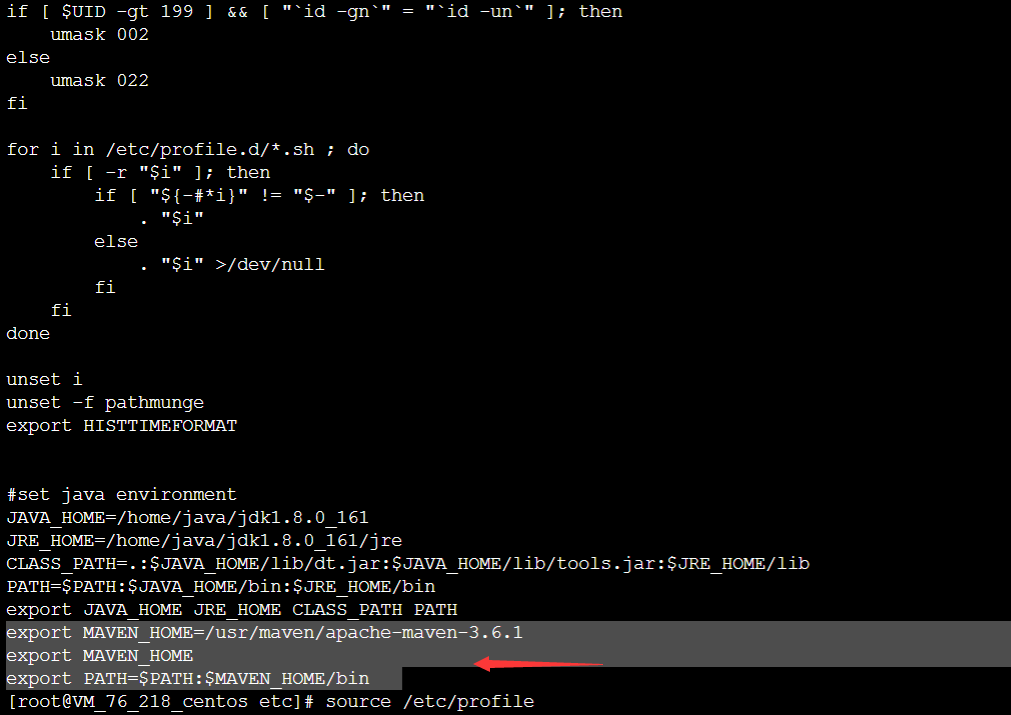 if [ $UID -gt 199 ] && [ "`id -gn`" = "`id -un`" ]; then
    umask 002
else
    umask 022
fi

for i in /etc/profile.d/*.sh ; do
    if [ -r "$i" ]; then
        if [ "${-#*i}" != "$-" ]; then
            . "$i"
        else
            . "$i" >/dev/null
        fi
    fi
done

unset i
unset -f pathmunge
export HISTTIMEFORMAT

#set java environment
JAVA_HOME=/home/java/jdk1.8.0_161
JRE_HOME=/home/java/jdk1.8.0_161/jre
CLASS_PATH=.:$JAVA_HOME/lib/dt.jar:$JAVA_HOME/lib/tools.jar:$JRE_HOME/lib
PATH=$PATH:$JAVA_HOME/bin:$JRE_HOME/bin
export JAVA_HOME JRE_HOME CLASS_PATH PATH
export MAVEN_HOME=/usr/maven/apache-maven-3.6.1
export MAVEN_HOME
export PATH=$PATH:$MAVEN_HOME/bin
[root@VM_76_218_centos etc]# source /etc/profile